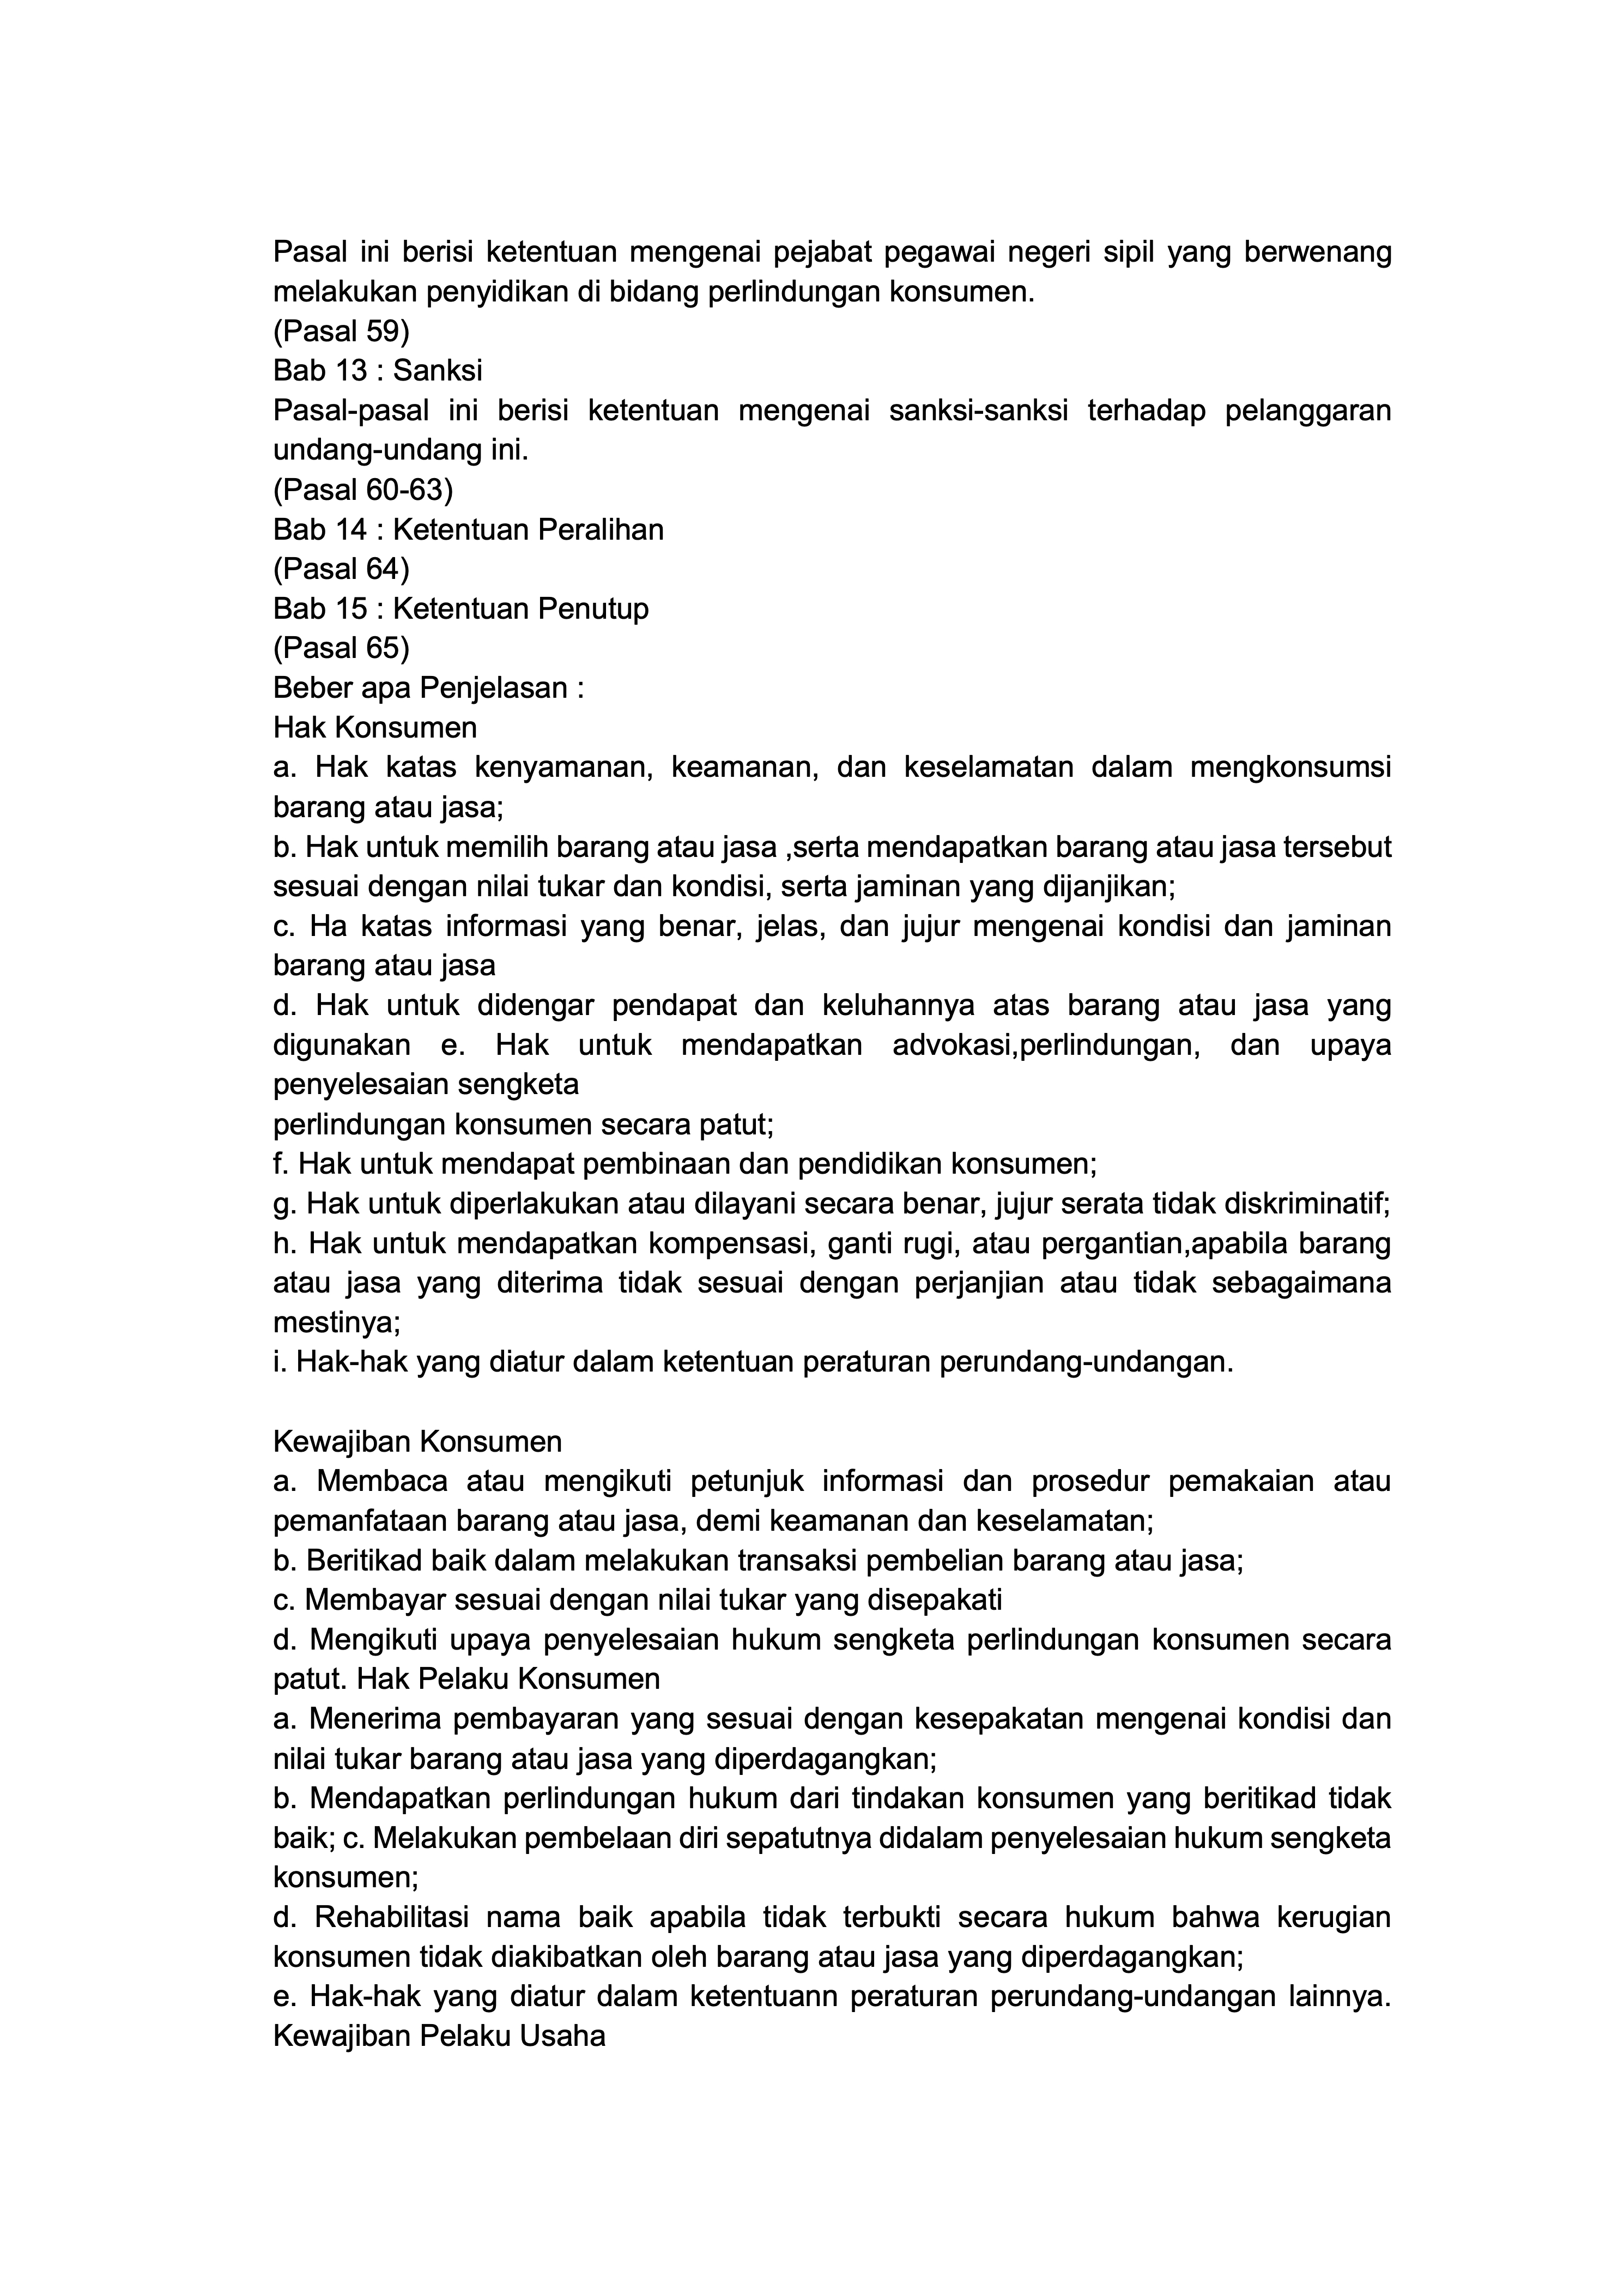 Pasal ini berisi ketentuan mengenai pejabat pegawai negeri sipil yang berwenang
melakukan penyidikan di bidang perlindungan konsumen.
(Pasal 59)
Bab 13 : Sanksi
Pasal-pasal ini berisi ketentuan mengenai sanksi-sanksi terhadap pelanggaran
undang-undang ini.
(Pasal 60-63)
Bab 14 : Ketentuan Peralihan
(Pasal 64)
Bab 15 : Ketentuan Penutup
(Pasal 65)
Beber apa Penjelasan :
Hak Konsumen
a. Hak katas kenyamanan, keamanan, dan keselamatan dalam mengkonsumsi
barang atau jasa;
b. Hak untuk memilih barang atau jasa ,serta mendapatkan barang atau jasa tersebut
sesuai dengan nilai tukar dan kondisi, serta jaminan yang dijanjikan;
c. Ha katas informasi yang benar, jelas, dan jujur mengenai kondisi dan jaminan
barang atau jasa
d. Hak untuk didengar pendapat dan keluhannya atas barang atau jasa yang
digunakan e. Hak untuk mendapatkan advokasi,perlindungan, dan upaya
penyelesaian sengketa
perlindungan konsumen secara patut;
f. Hak untuk mendapat pembinaan dan pendidikan konsumen;
g. Hak untuk diperlakukan atau dilayani secara benar, jujur serata tidak diskriminatif;
h. Hak untuk mendapatkan kompensasi, ganti rugi, atau pergantian,apabila barang
atau jasa yang diterima tidak sesuai dengan perjanjian atau tidak sebagaimana
mestinya;
i. Hak-hak yang diatur dalam ketentuan peraturan perundang-undangan.
Kewajiban Konsumen
a. Membaca atau mengikuti petunjuk informasi dan prosedur pemakaian atau
pemanfataan barang atau jasa, demi keamanan dan keselamatan;
b. Beritikad baik dalam melakukan transaksi pembelian barang atau jasa;
c. Membayar sesuai dengan nilai tukar yang disepakati
d. Mengikuti upaya penyelesaian hukum sengketa perlindungan konsumen secara
patut. Hak Pelaku Konsumen
a. Menerima pembayaran yang sesuai dengan kesepakatan mengenai kondisi dan
nilai tukar barang atau jasa yang diperdagangkan;
b. Mendapatkan perlindungan hukum dari tindakan konsumen yang beritikad tidak
baik; c. Melakukan pembelaan diri sepatutnya didalam penyelesaian hukum sengketa
konsumen;
d. Rehabilitasi nama baik apabila tidak terbukti secara hukum bahwa kerugian
konsumen tidak diakibatkan oleh barang atau jasa yang diperdagangkan;
e. Hak-hak yang diatur dalam ketentuann peraturan perundang-undangan lainnya.
Kewajiban Pelaku Usaha